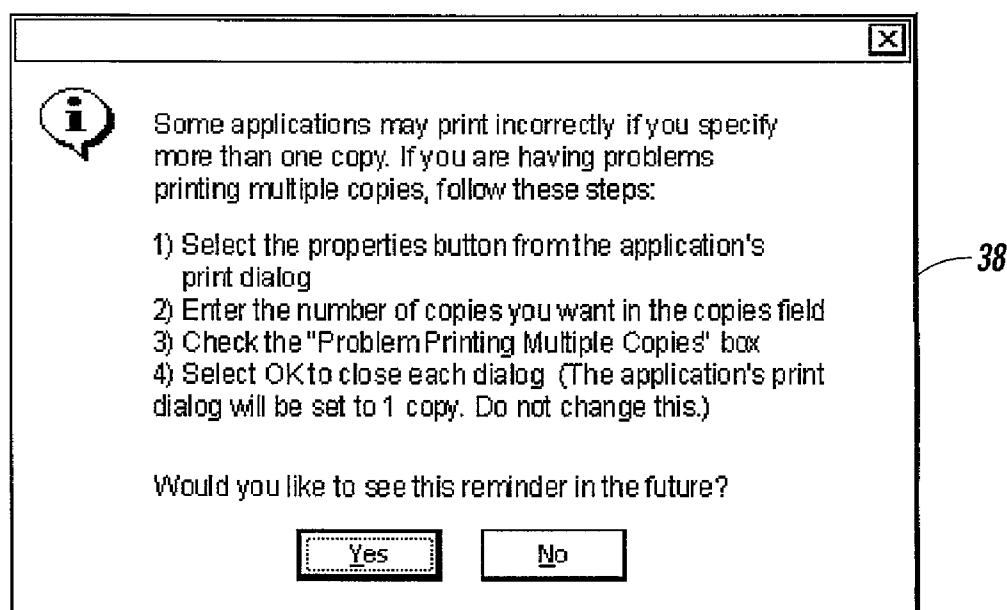 Some applications may print incorrectly if you specify
more than one copy. If you are having problems
printing multiple copies, follow these steps:
1) Select the properties button from the application's
print dialog
2) Enter the number of copies you want in the copies field
3) Check the "Problem Printing Multiple Copies" box
4) Select OK to close each dialog (The application's print
dialog will be set to 1 copy. Do not change this.)
38
Would you like to see this reminder in the future?
Yes No